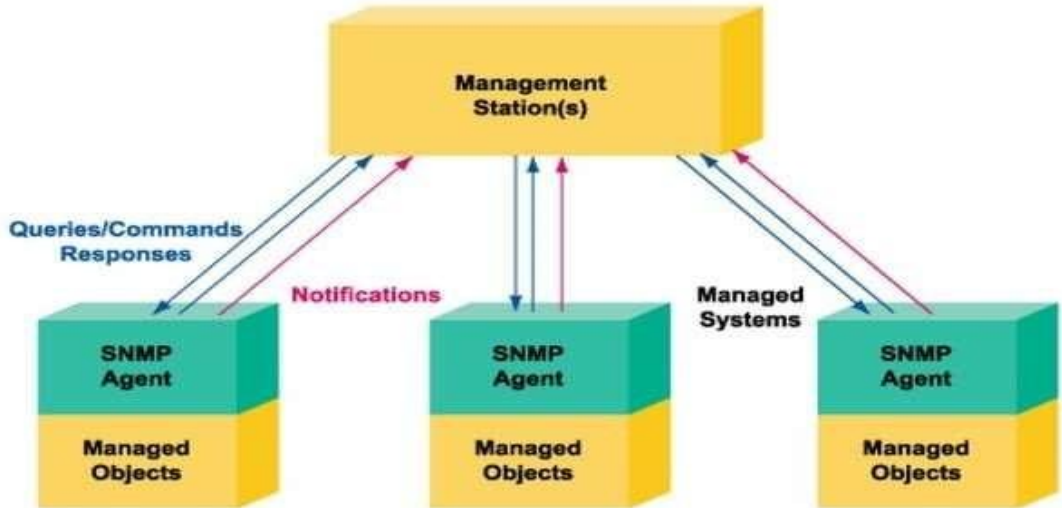 Management
Station(s)
Queries/Commands
Responses
Notifications
Managed
Systems
SNMP
Agent
Managed
Objects
SNMP
Agent
Managed
Objects
SNMP
Agent
Managed
Objects